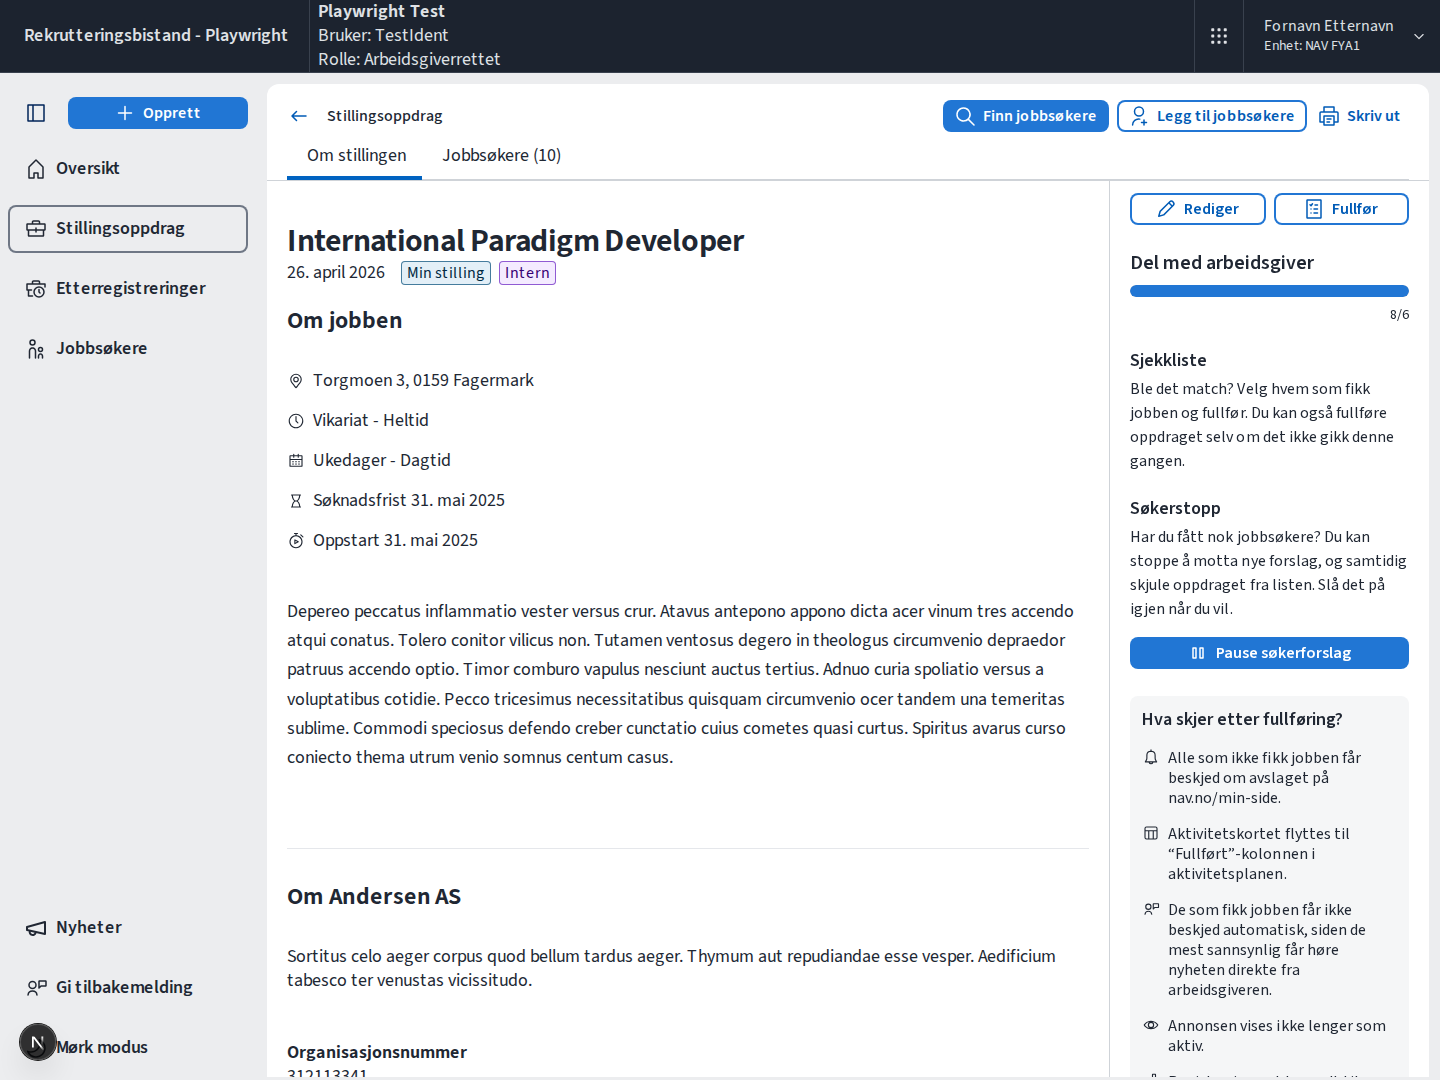 Rekrutteringsbistand - Playwright
Playwright Test
Bruker: TestIdent
Rolle: Arbeidsgiverrettet
Fornavn Etternavn
Enhet: NAV FYA1
Opprett
Oversikt
Stillingsoppdrag
Etterregistreringer
Jobbsøkere
Nyheter
Gi tilbakemelding
N
Mørk modus
Stillingsoppdrag
Finn jobbsøkere
Legg til jobbsøkere
Skriv ut
Om stillingen
Jobbsøkere (10)
International Paradigm Developer
26. april 2026
Min stilling
Intern
Om jobben
Torgmoen 3, 0159 Fagermark
Vikariat - Heltid
Ukedager - Dagtid
Søknadsfrist 31. mai 2025
Oppstart 31. mai 2025
Depereo peccatus inflammatio vester versus crur. Atavus antepono appono dicta acer vinum tres accendo
atqui conatus. Tolero conitor vilicus non. Tutamen ventosus degero in theologus circumvenio depraedor
patruus accendo optio. Timor comburo vapulus nesciunt auctus tertius. Adnuo curia spoliatio versus a
voluptatibus cotidie. Pecco tricesimus necessitatibus quisquam circumvenio ocer tandem una temeritas
sublime. Commodi speciosus defendo creber cunctatio cuius cometes quasi curtus. Spiritus avarus curso
coniecto thema utrum venio somnus centum casus.
Om Andersen AS
Sortitus celo aeger corpus quod bellum tardus aeger. Thymum aut repudiandae esse vesper. Aedificium
tabesco ter venustas vicissitudo.
Organisasjonsnummer
312113341
Rediger
Fullfør
Del med arbeidsgiver
8/6
Sjekkliste
Ble det match? Velg hvem som fikk
jobben og fullfør. Du kan også fullføre
oppdraget selv om det ikke gikk denne
gangen.
Søkerstopp
Har du fått nok jobbsøkere? Du kan
stoppe å motta nye forslag, og samtidig
skjule oppdraget fra listen. Slå det på
igjen når du vil.
Pause søkerforslag
Hva skjer etter fullføring?
Alle som ikke fikk jobben får
beskjed om avslaget på
nav.no/min-side.
Aktivitetskortet flyttes til
“Fullført”-kolonnen i
aktivitetsplanen.
De som fikk jobben får ikke
beskjed automatisk, siden de
mest sannsynlig får høre
nyheten direkte fra
arbeidsgiveren.
Annonsen vises ikke lenger som
aktiv.